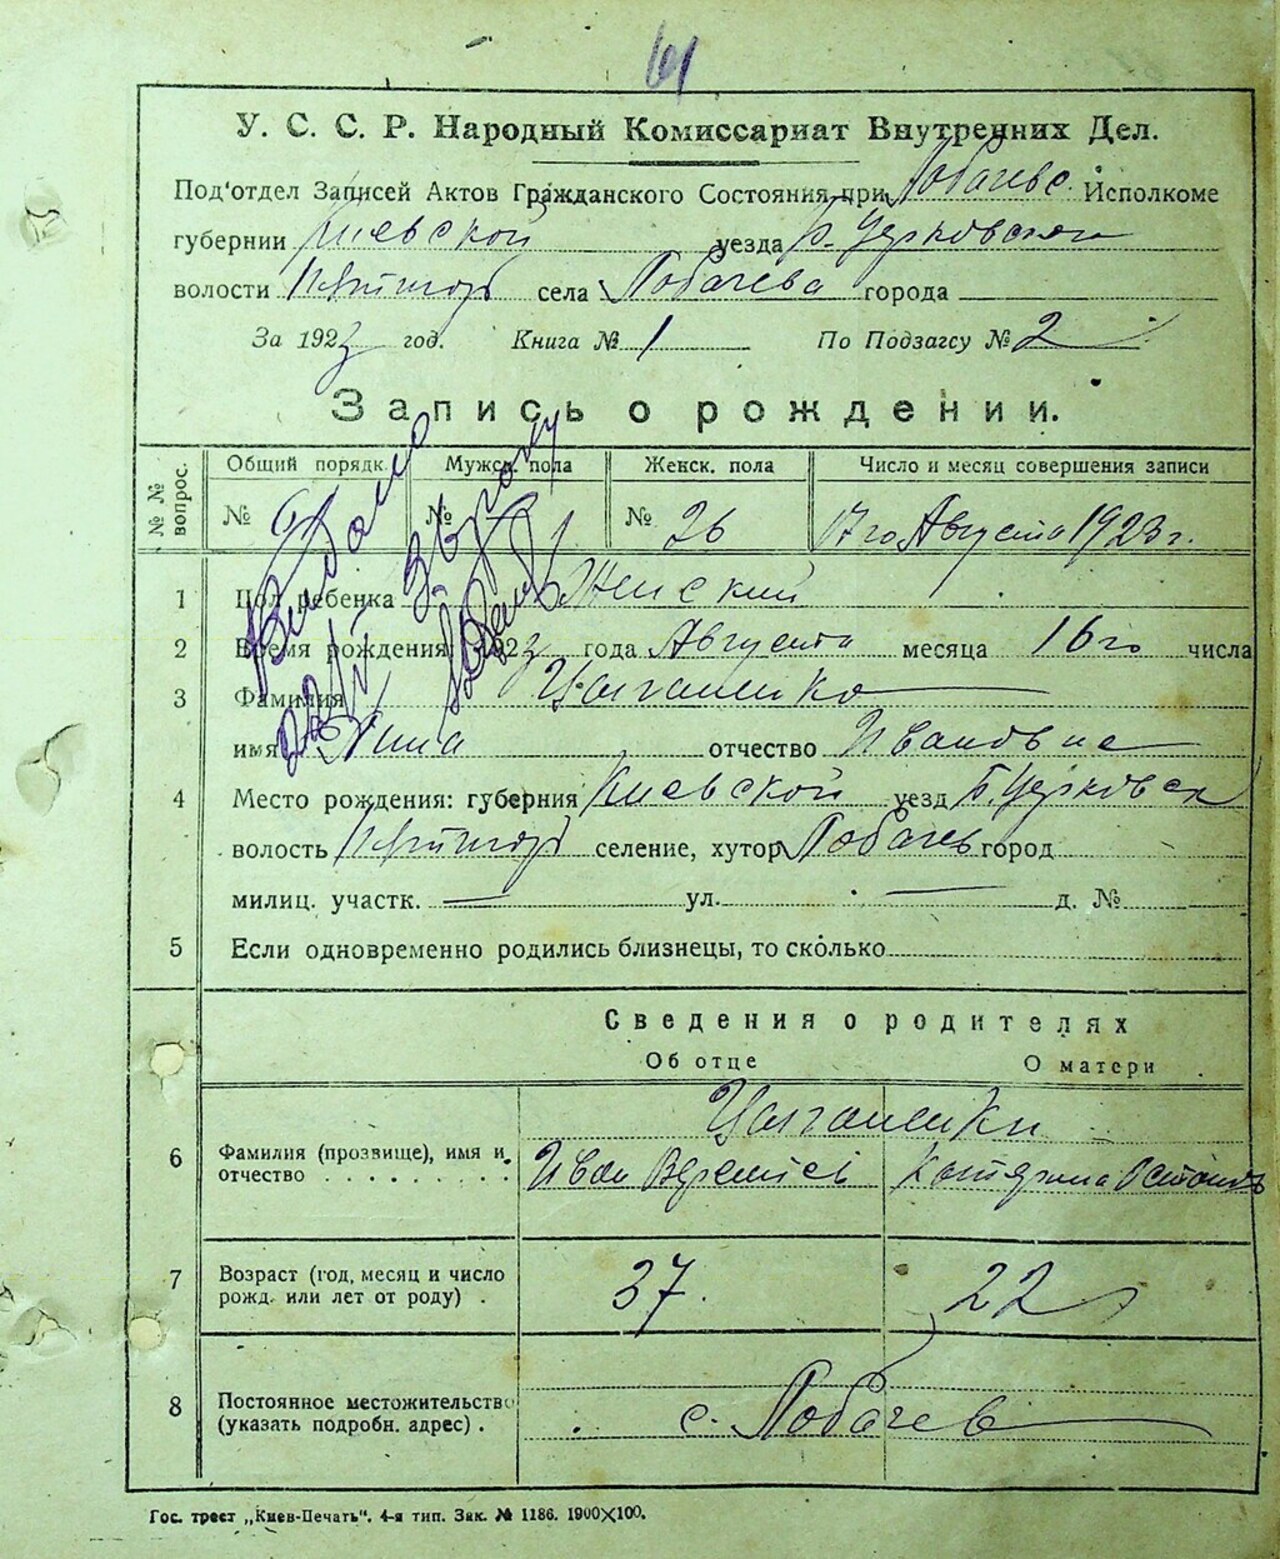 61
У. С. С. Р. Народный Комиссариат Внутренних Дел.
Под'отдел Записей Актов Гражданского Состояния при Лобачевс. Исполкоме
губернии Киевской уезда Б. Церковского
волости села Лобачева города
За 1923 год. Книга № 1 По Подзагсу № 2
Запись о рождении.
№ № вопрос.
Общий порядк. Мужск. пола Женск. пола Число и месяц совершения записи
№ 61 № № 26 17го Августа 1923 г.
1 Пол ребенка Женский
2 Время рождения 1923 года Августа месяца 16го числа
3 Фамилия Цыганенко
имя отчество Ивановна
4 Место рождения: губерния Киевской уезд Б. Церковск
волость селение, хутор Лобачев город
милиц. участк. — ул. — д. №
5 Если одновременно родились близнецы, то сколько
Сведения о родителях
Об отце О матери
Цыганенки
6 Фамилия (прозвище), имя и отчество Иван
7 Возраст (год, месяц и число рожд. или лет от роду) . 37. 22
8 Постоянное местожительство (указать подробн. адрес) . с. Лобачев
Гос. трест „Киев-Печать". 4-я тип. Зак. № 1186. 1900×100.